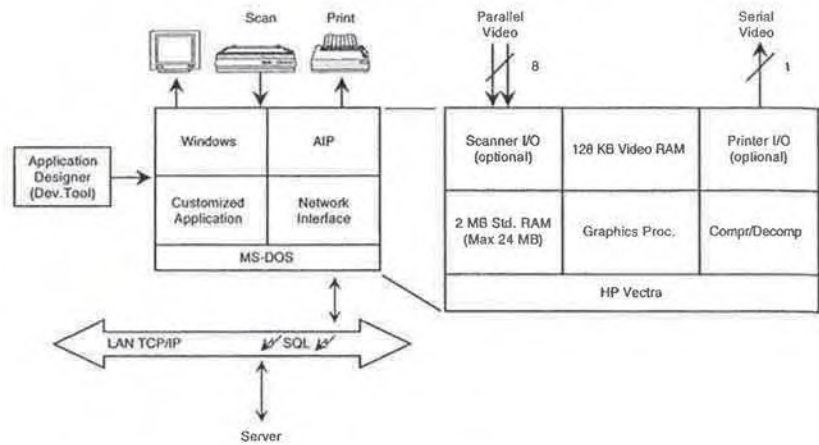 Scan
Print
Parallel
Video
Serial
Video
8
1
Windows
AIP
Scanner I/O
(optional)
128 KB Video RAM
Printer I/O
(optional)
Application
Designer
(Dev.Tool)
Customized
Application
Network
Interface
2 MB Std. RAM
(Max 24 MB)
Graphics Proc.
Compr/Decomp
MS-DOS
HP Vectra
LAN TCP/IP
SQL
Server